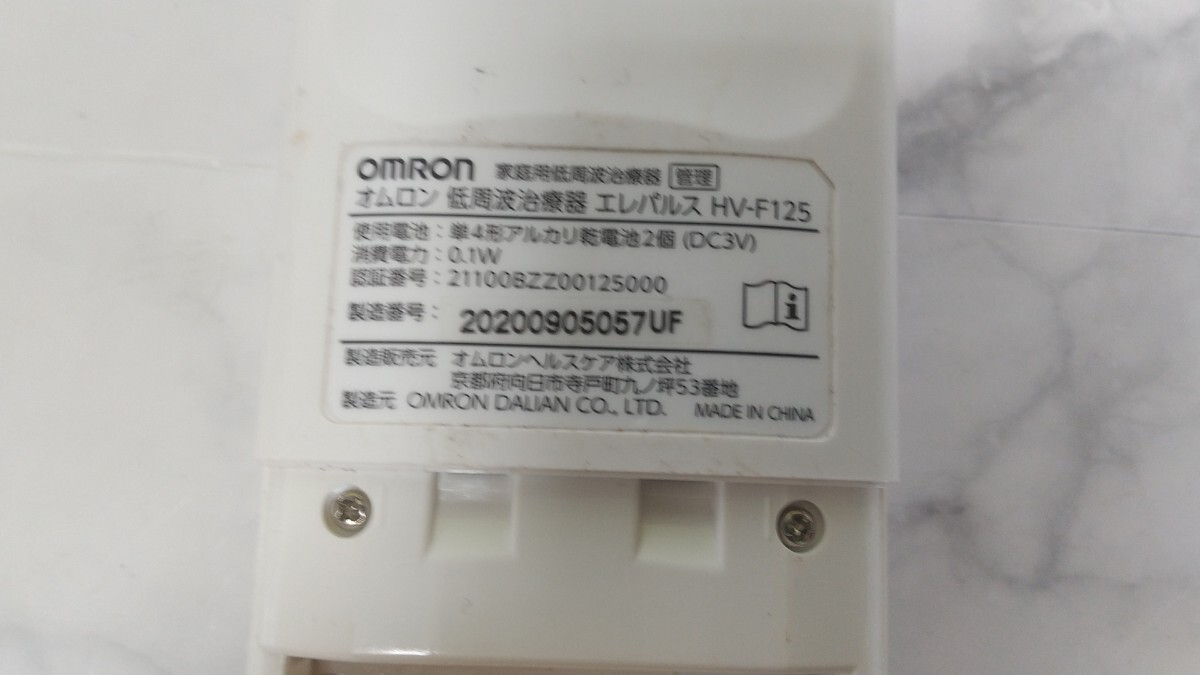 OMRON 家庭用低周波治療器 管理
オムロン 低周波治療器 エレパルス HV-F125
使用電池：単4形アルカリ乾電池2個 (DC3V)
消費電力：0.1W
認証番号：21100BZZ00125000
製造番号： 20200905057UF
製造販売元 オムロンヘルスケア株式会社
京都府向日市寺戸町九ノ坪53番地
製造元 OMRON DALIAN CO., LTD. MADE IN CHINA